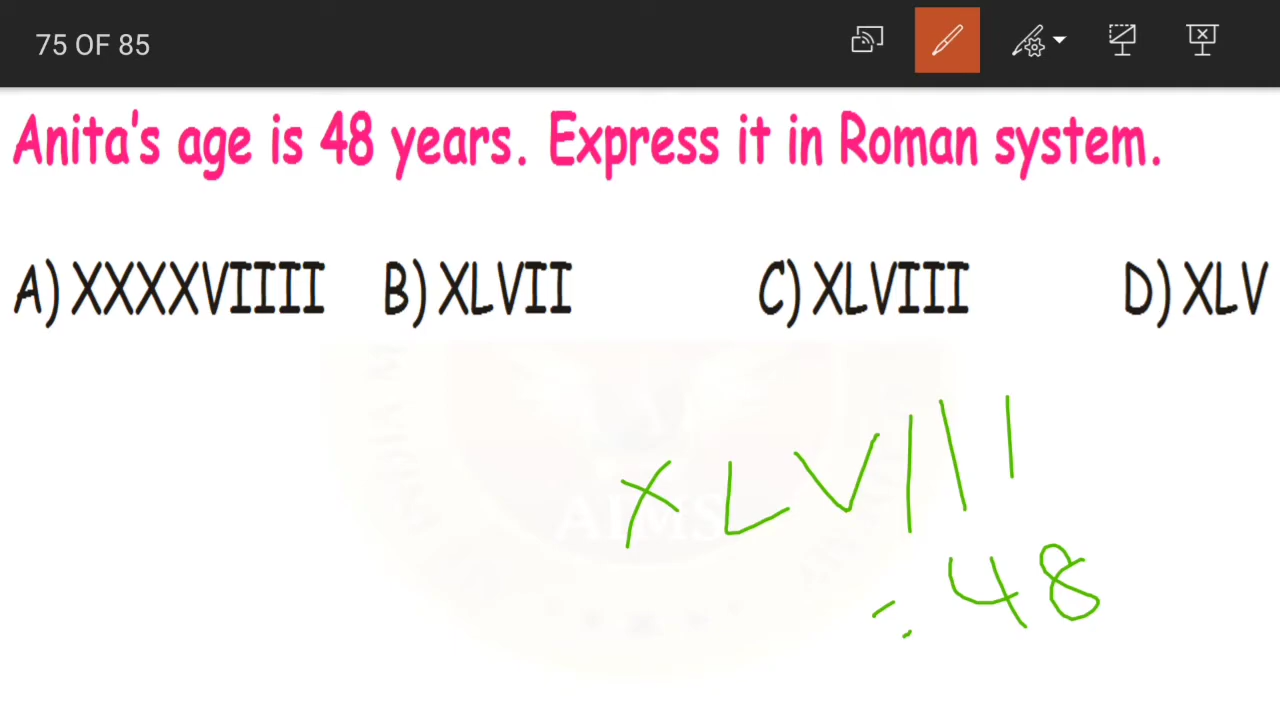 75 OF 85
Anita's age is 48 years. Express it in Roman system.
A) XXXXVIIII B) XLVII C) XLVIII D) XLV
XLVIII
= 48
AIMS